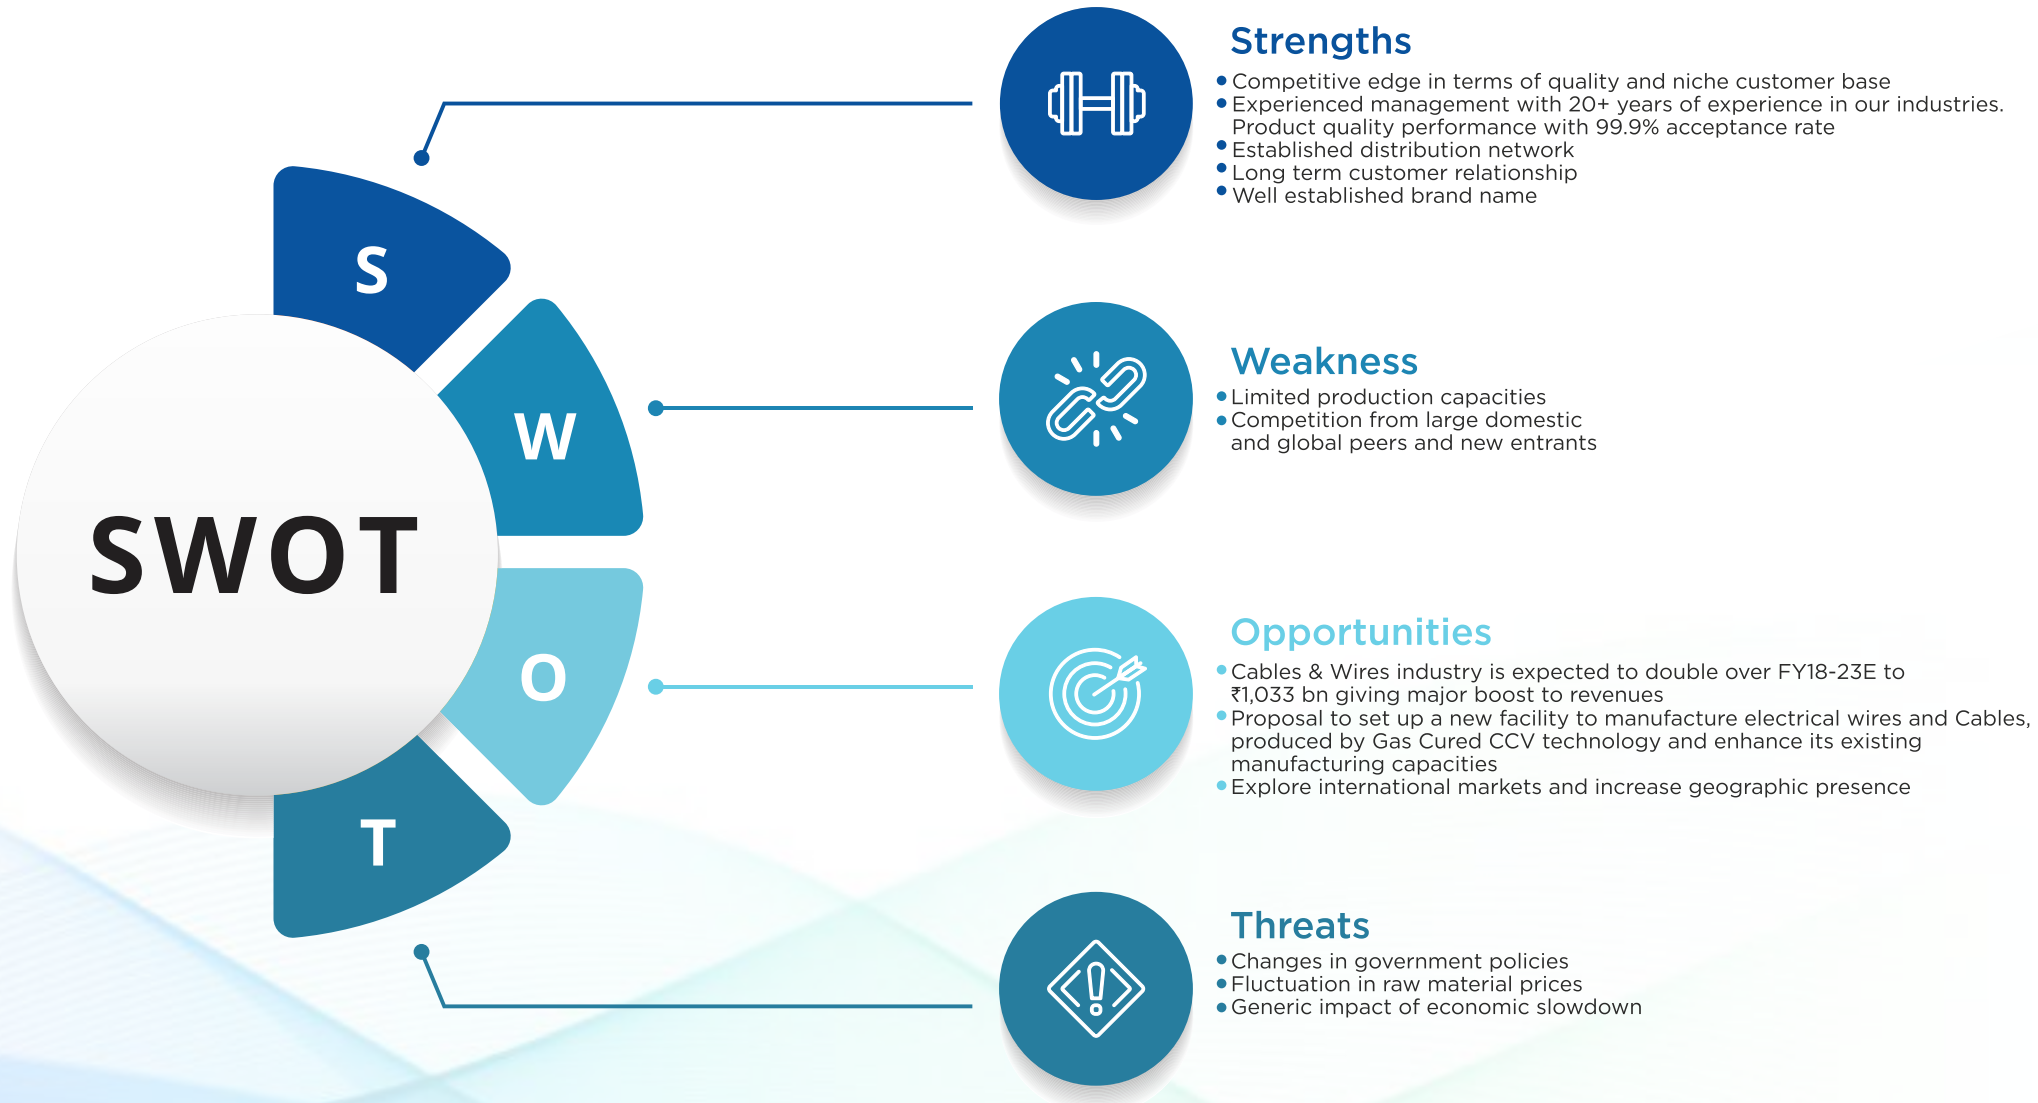 SWOT
S
W
O
T
Strengths
• Competitive edge in terms of quality and niche customer base
• Experienced management with 20+ years of experience in our industries.
Product quality performance with 99.9% acceptance rate
• Established distribution network
• Long term customer relationship
• Well established brand name
Weakness
• Limited production capacities
• Competition from large domestic
and global peers and new entrants
Opportunities
• Cables & Wires industry is expected to double over FY18-23E to
₹1,033 bn giving major boost to revenues
• Proposal to set up a new facility to manufacture electrical wires and Cables,
produced by Gas Cured CCV technology and enhance its existing
manufacturing capacities
• Explore international markets and increase geographic presence
Threats
• Changes in government policies
• Fluctuation in raw material prices
• Generic impact of economic slowdown